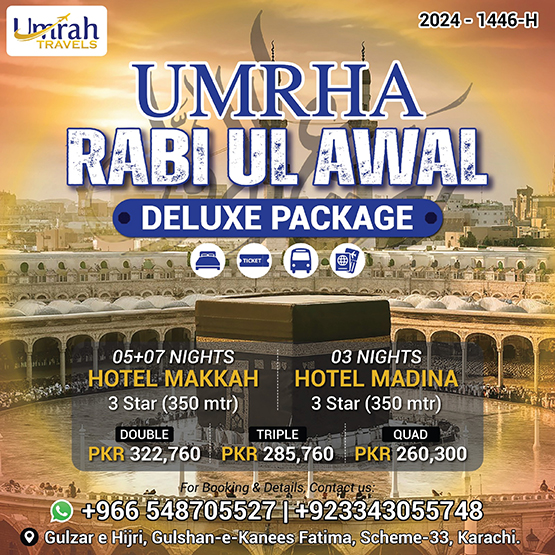 Umrah
TRAVELS
2024 - 1446-H
UMRHA
RABI UL AWAL
DELUXE PACKAGE
TICKET
05+07 NIGHTS
HOTEL MAKKAH
3 Star (350 mtr)
03 NIGHTS
HOTEL MADINA
3 Star (350 mtr)
DOUBLE
PKR 322,760
TRIPLE
PKR 285,760
QUAD
PKR 260,300
For Booking & Details, Contact us:
+966 548705527 | +923343055748
Gulzar e Hijri, Gulshan-e-Kanees Fatima, Scheme-33, Karachi.